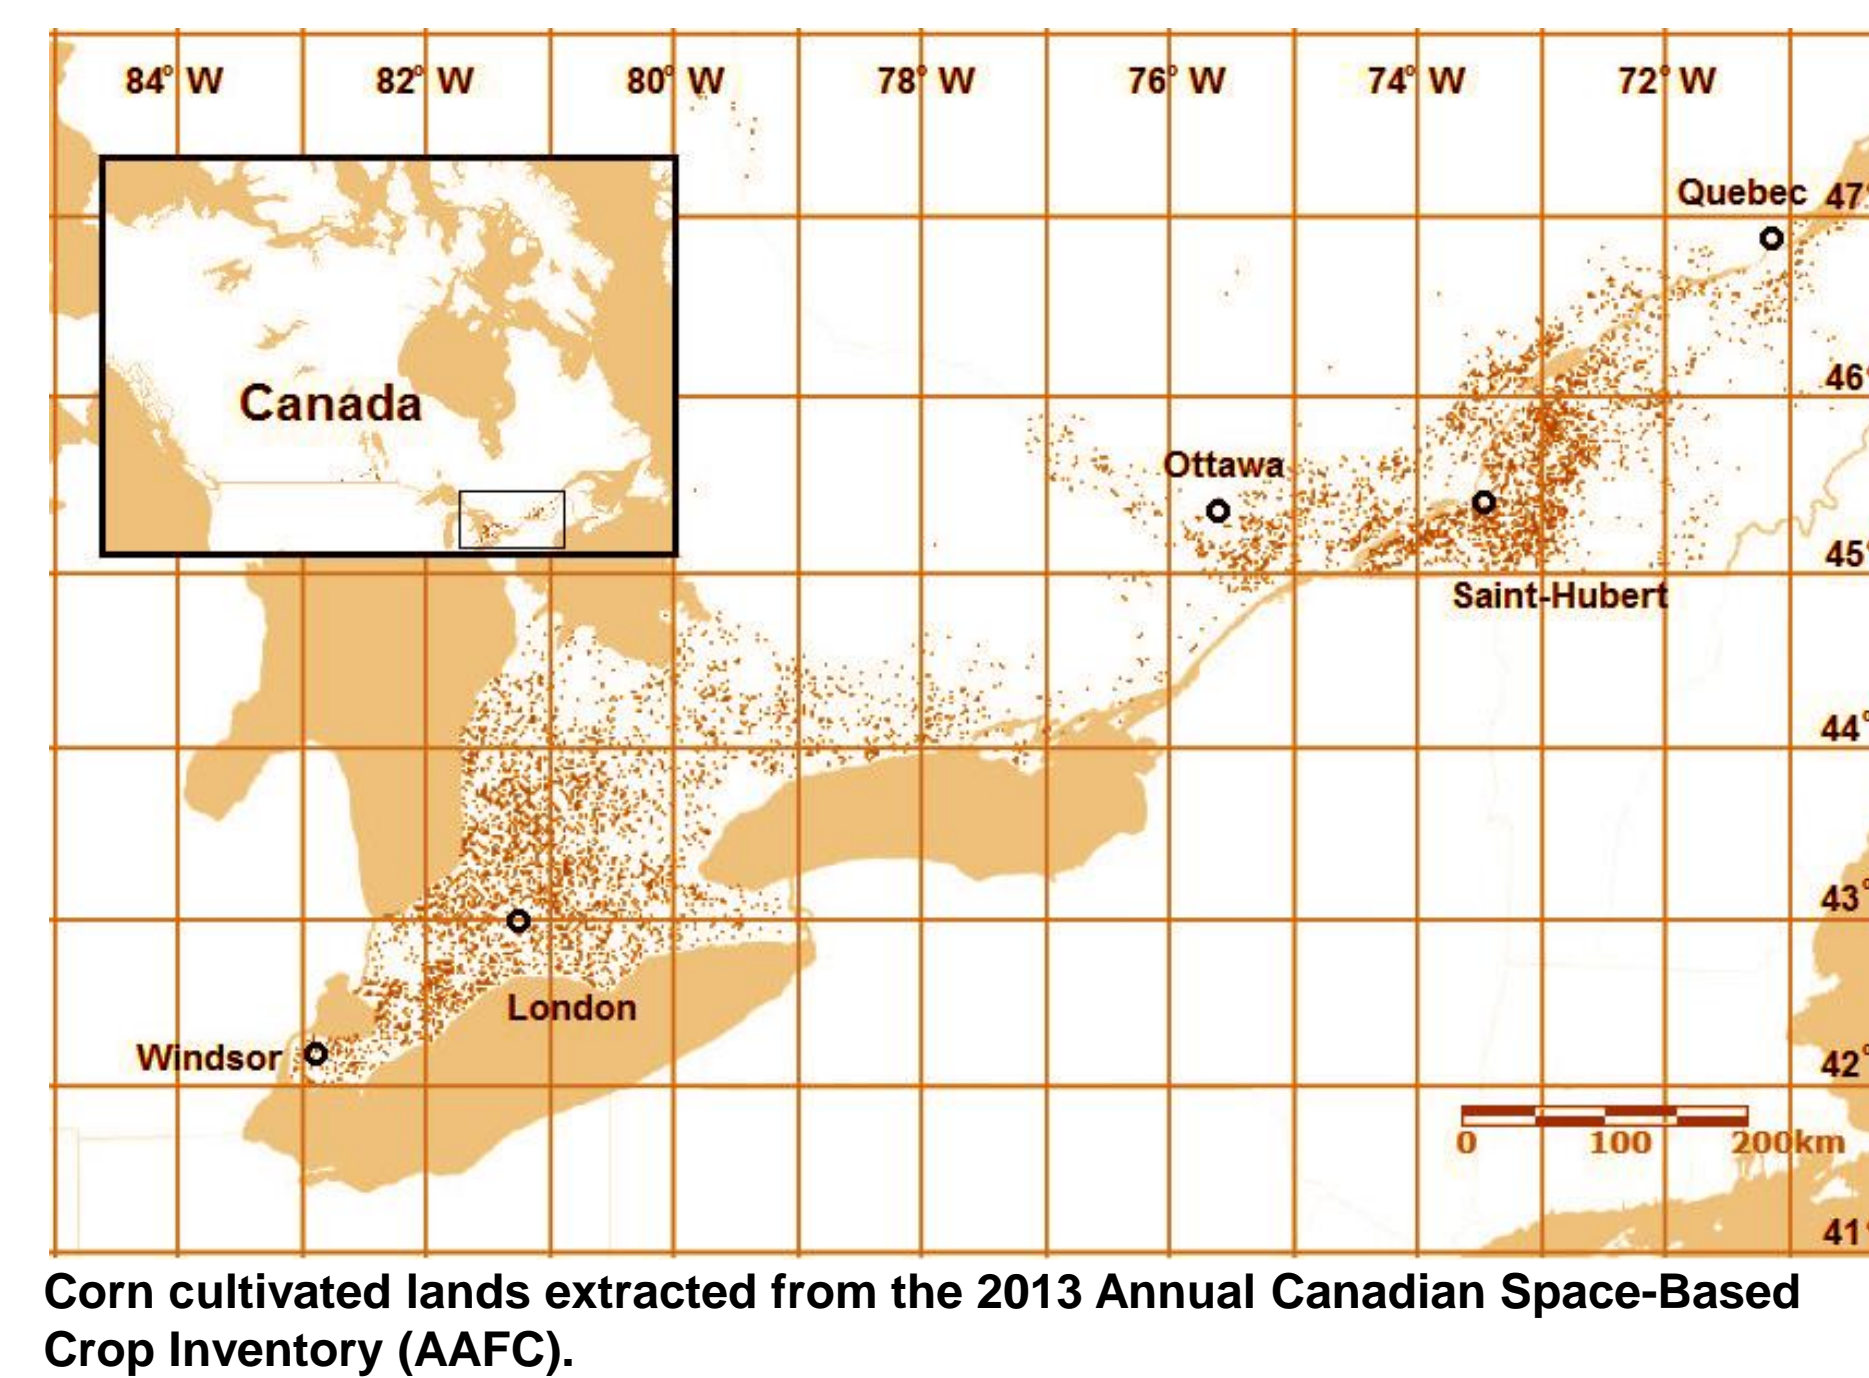 84° W 82° W 80° W 78° W 76° W 74° W 72° W
Quebec 47°
46°
Canada
Ottawa
45°
Saint-Hubert
44°
43°
London
Windsor
42°
0 100 200km
41°
Corn cultivated lands extracted from the 2013 Annual Canadian Space-Based
Crop Inventory (AAFC).